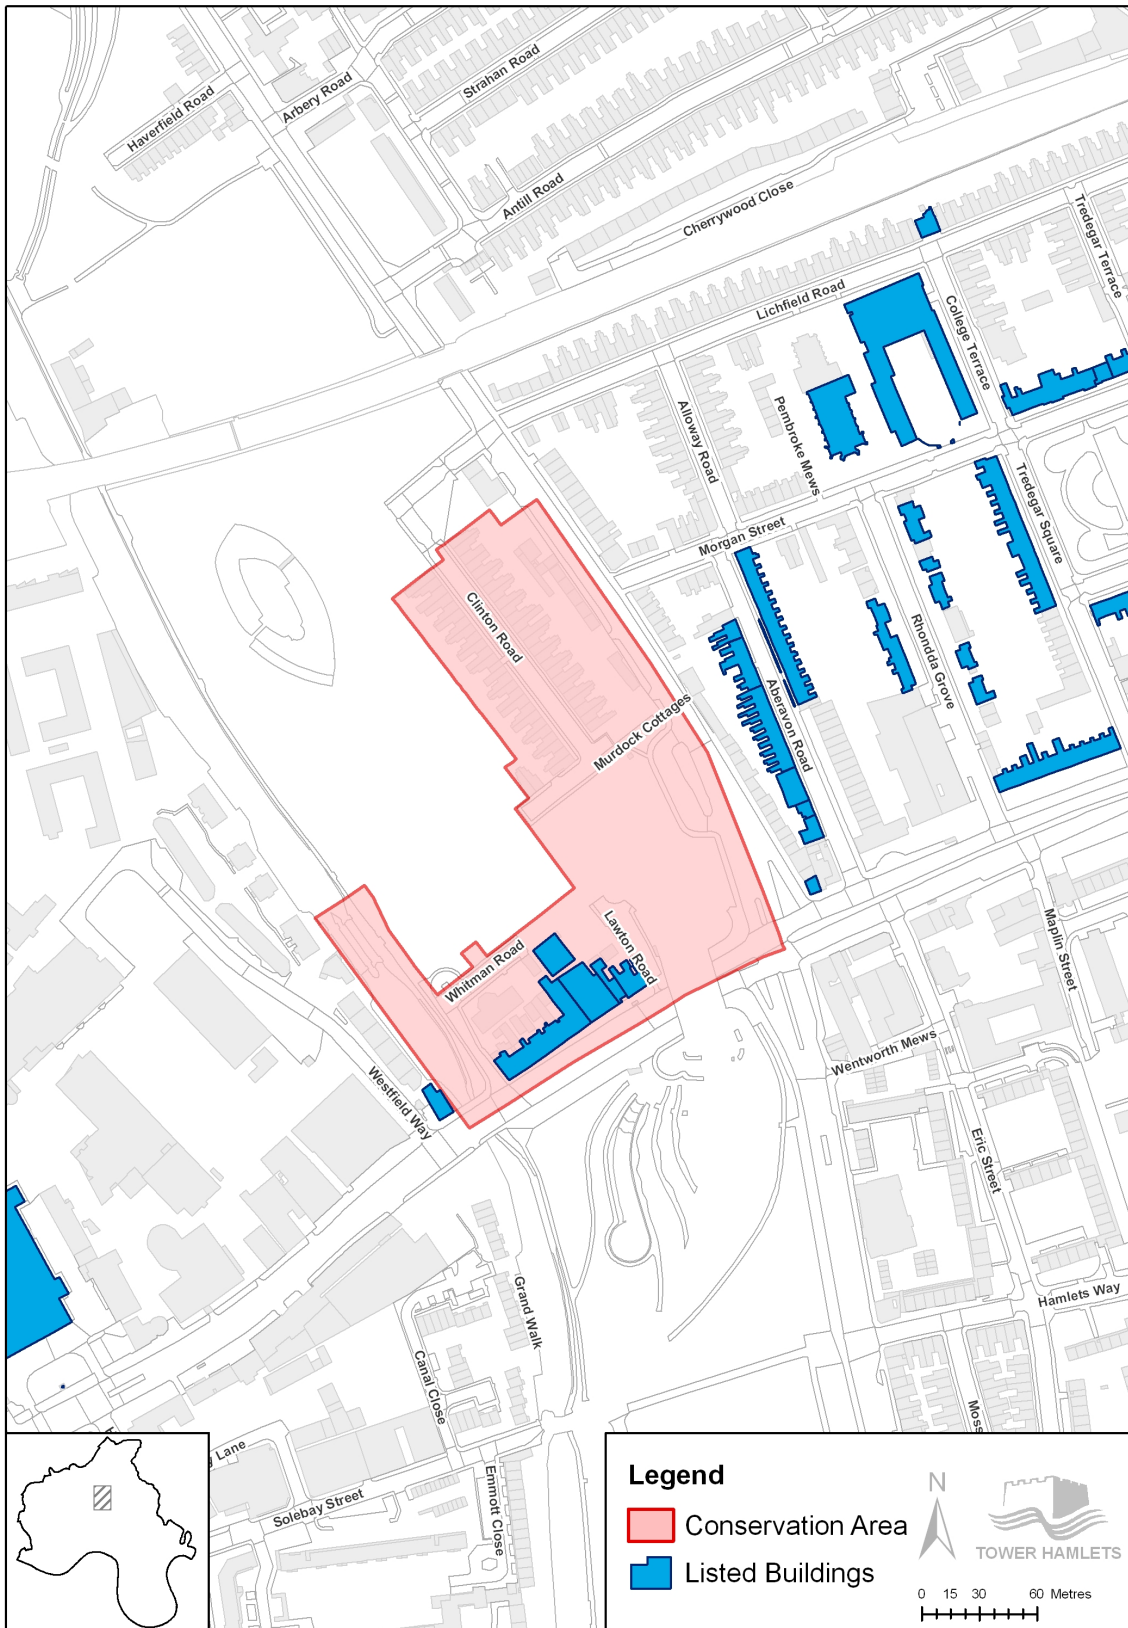 Strahan Road
Haverfield Road
Arbery Road
Antill Road
Cherrywood Close
Tredegar Terrace
Lichfield Road
College Terrace
Alloway Road
Pembroke Mews
Tredegar Square
Morgan Street
Clinton Road
Rhondda Grove
Aberavon Road
Murdock Cottages
Lawton Road
Whitman Road
Maplin Street
Wentworth Mews
Westfield Way
Eric Street
Grand Walk
Hamlets Way
Canal Close
Moss
Lane
Emmott Close
Solebay Street
Legend
Conservation Area
Listed Buildings
N
TOWER HAMLETS
0 15 30 60 Metres